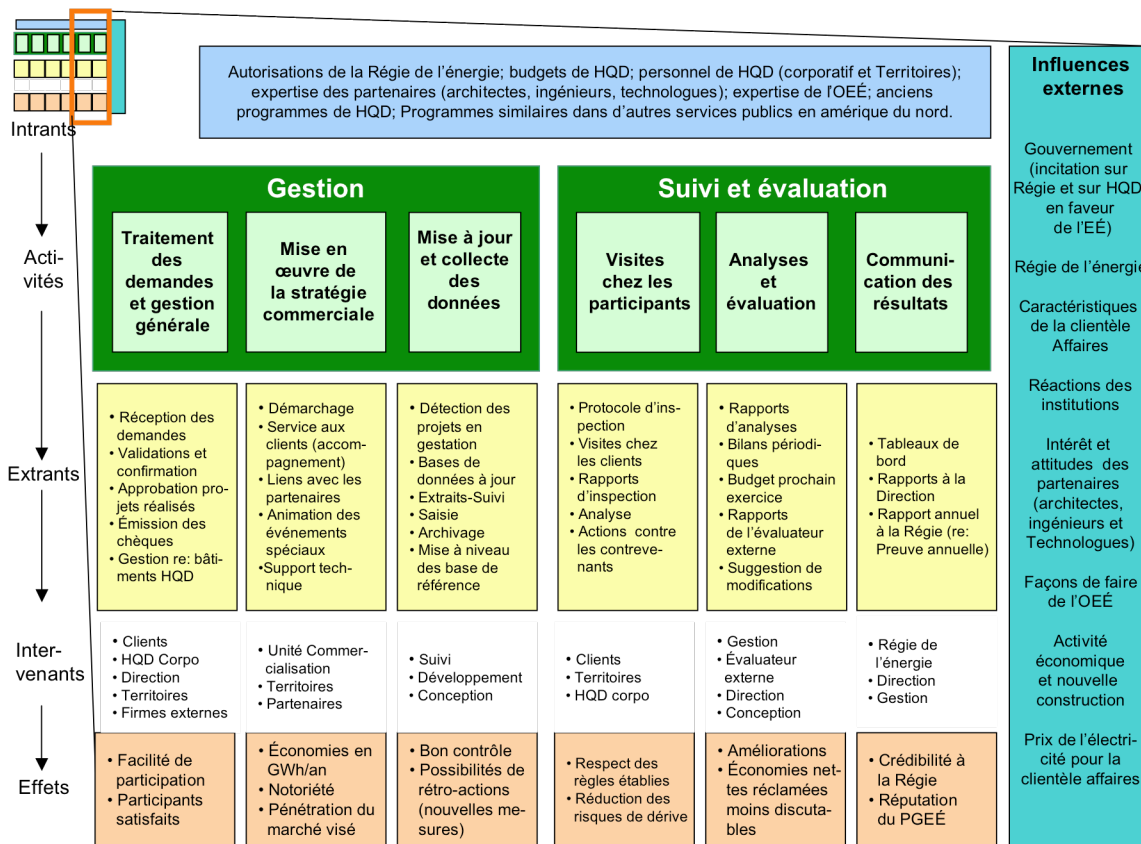 Autorisations de la Régie de l'énergie; budgets de HQD; personnel de HQD (corporatif et Territoires);
expertise des partenaires (architectes, ingénieurs, technologues); expertise de l'OEÉ; anciens
programmes de HQD; Programmes similaires dans d'autres services publics en amérique du nord.
Intrants
Acti-
vités
Extrants
Inter-
venants
Effets
Gestion
Traitement
des
demandes
et gestion
générale
Mise en
œuvre de
la stratégie
commerciale
Mise à jour
et collecte
des
données
Suivi et évaluation
Visites
chez les
participants
Analyses
et
évaluation
Communi-
cation des
résultats
• Réception des
demandes
• Validations et
confirmation
• Approbation pro-
jets réalisés
• Émission des
chèques
• Gestion re: bâti-
ments HQD
• Démarchage
• Service aux
clients (accom-
pagnement)
• Liens avec les
partenaires
• Animation des
événements
spéciaux
•Support tech-
nique
• Détection des
projets en
gestation
• Bases de
données à jour
• Extraits-Suivi
• Saisie
• Archivage
• Mise à niveau
des base de
référence
• Protocole d'ins-
pection
• Visites chez
les clients
• Rapports
d'inspection
• Analyse
• Actions contre
les contreve-
nants
• Rapports
d'analyses
• Bilans périodi-
ques
• Budget prochain
exercice
• Rapports
de l'évaluateur
externe
• Suggestion de
modifications
• Tableaux de
bord
• Rapports à la
Direction
• Rapport annuel
à la Régie (re:
Preuve annuelle)
• Clients
• HQD Corpo
• Direction
• Territoires
• Firmes externes
• Unité Commer-
cialisation
• Territoires
• Partenaires
• Suivi
• Développement
• Conception
• Clients
• Territoires
• HQD corpo
• Gestion
• Évaluateur
externe
• Direction
• Conception
• Régie de
l'énergie
• Direction
• Gestion
• Facilité de
participation
• Participants
satisfaits
• Économies en
GWh/an
• Notoriété
• Pénétration du
marché visé
• Bon contrôle
• Possibilités de
rétro-actions
(nouvelles me-
sures)
• Respect des
règles établies
• Réduction des
risques de dérive
• Améliorations
• Économies net-
tes réclamées
moins discu-
tables
• Crédibilité à
la Régie
• Réputation
du PGEÉ
Influences
externes
Gouvernement
(incitation sur
Régie et sur HQD
en faveur
de l'EÉ)
Régie de l'énergie
Caractéristiques
de la clientèle
Affaires
Réactions des
institutions
Intérêt et
attitudes des
partenaires
(architectes,
ingénieurs et
Technologues)
Façons de faire
de l'OEÉ
Activité
économique
et nouvelle
construction
Prix de l'électri-
cité pour la
clientèle affaires